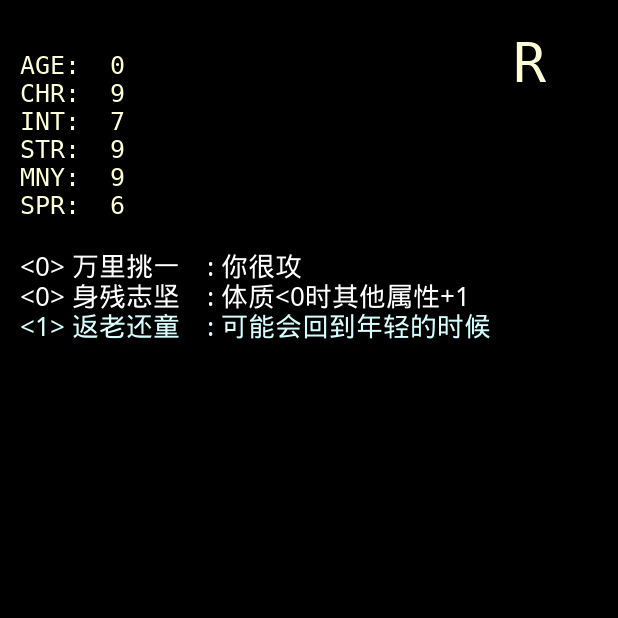 R
AGE: 0
CHR: 9
INT: 7
STR: 9
MNY: 9
SPR: 6
<0> 万里挑一 : 你很攻
<0> 身残志坚 : 体质<0时其他属性+1
<1> 返老还童 : 可能会回到年轻的时候